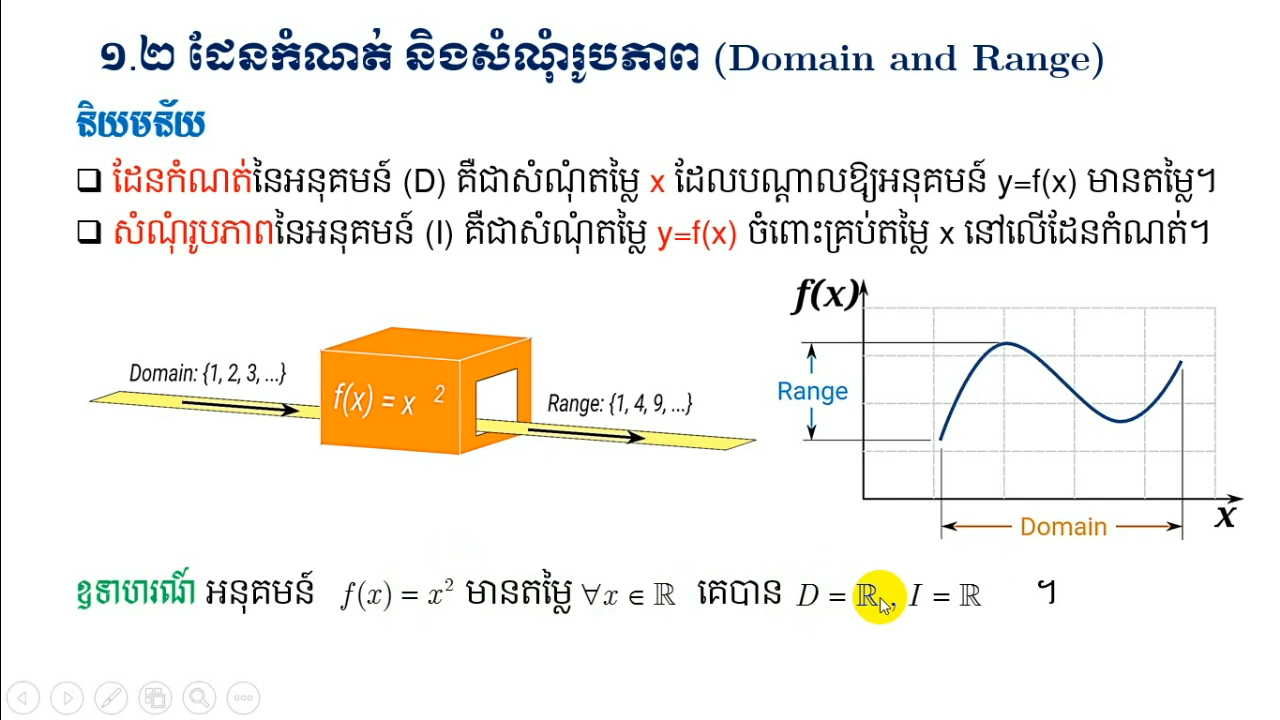 ១.២ ដែនកំណត់ និងសំណុំរូបភាព (Domain and Range)
និយមន័យ
❑ ដែនកំណត់នៃអនុគមន៍ (D) គឺជាសំណុំតម្លៃ x ដែលបណ្តាលឱ្យអនុគមន៍ y=f(x) មានតម្លៃ។
❑ សំណុំរូបភាពនៃអនុគមន៍ (I) គឺជាសំណុំតម្លៃ y=f(x) ចំពោះគ្រប់តម្លៃ x នៅលើដែនកំណត់។
Domain: {1, 2, 3, ...}
f(x) = x 2
Range: {1, 4, 9, ...}
f(x)
Range
x
Domain
ឧទាហរណ៍ អនុគមន៍ f(x) = x² មានតម្លៃ ∀x ∈ ℝ គេបាន D = ℝ, I = ℝ ។